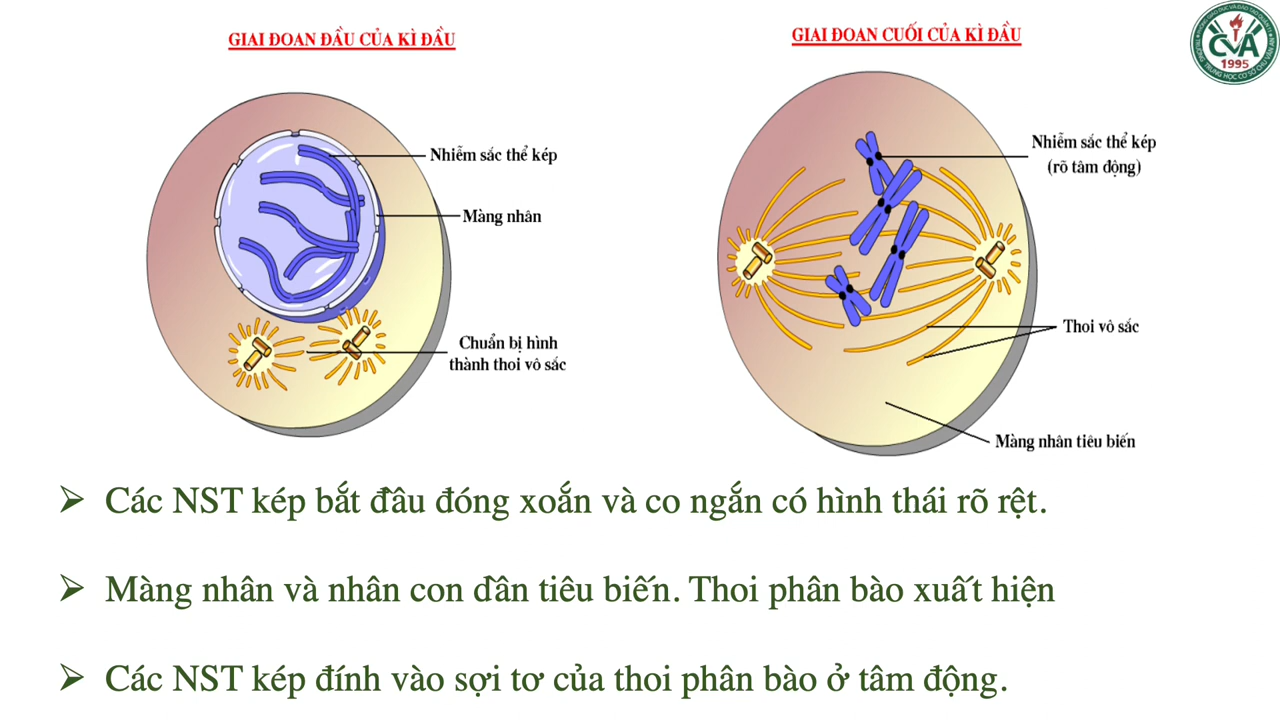 GIAI ĐOAN ĐẦU CỦA KÌ ĐẦU
GIAI ĐOAN CUỐI CỦA KÌ ĐẦU
Nhiễm sắc thể kép
Màng nhân
Chuẩn bị hình
thành thoi vô sắc
Nhiễm sắc thể kép
(rõ tâm động)
Thoi vô sắc
Màng nhân tiêu biến
CVA
1995
Các NST kép bắt đầu đóng xoắn và co ngắn có hình thái rõ rệt.
Màng nhân và nhân con dần tiêu biến. Thoi phân bào xuất hiện
Các NST kép đính vào sợi tơ của thoi phân bào ở tâm động.